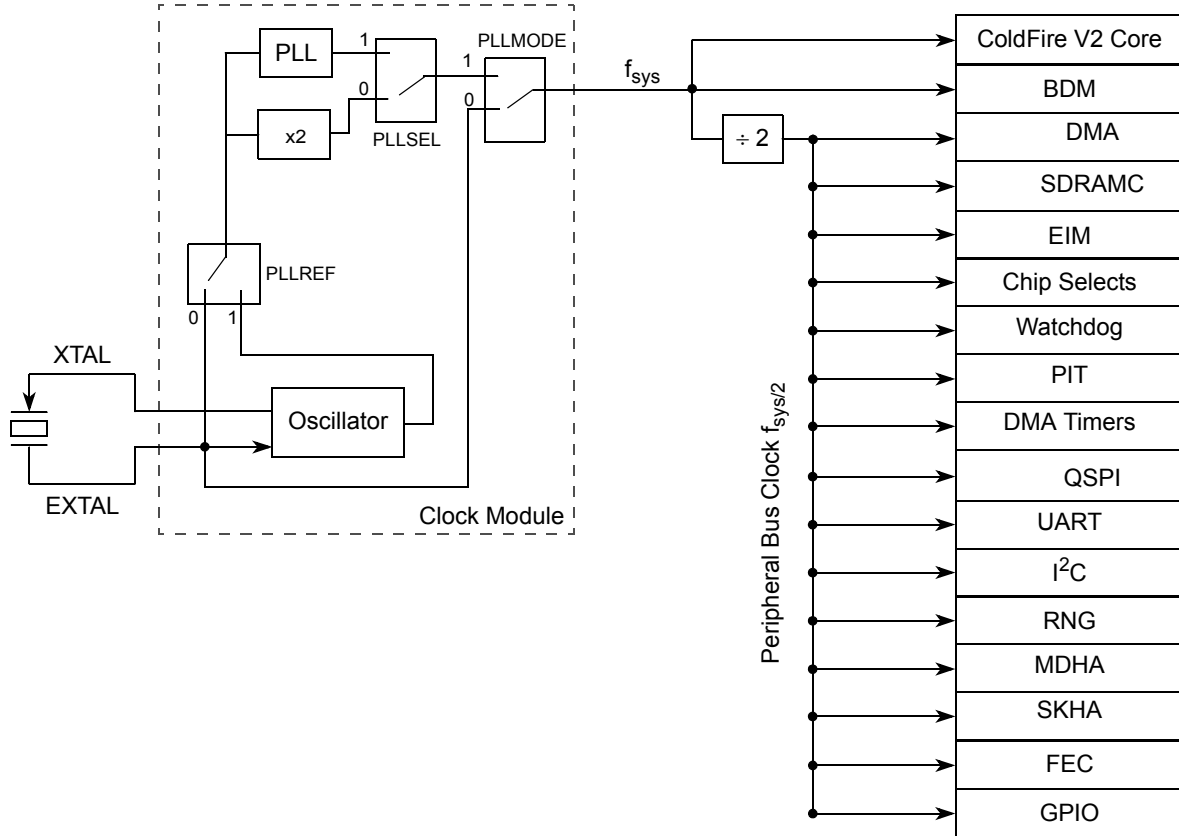 PLL
1
0
PLLSEL
x2
PLLMODE
1
0
PLLREF
0 1
XTAL
EXTAL
Oscillator
Clock Module
fsys
÷ 2
Peripheral Bus Clock fsys/2
ColdFire V2 Core
BDM
DMA
SDRAMC
EIM
Chip Selects
Watchdog
PIT
DMA Timers
QSPI
UART
I²C
RNG
MDHA
SKHA
FEC
GPIO